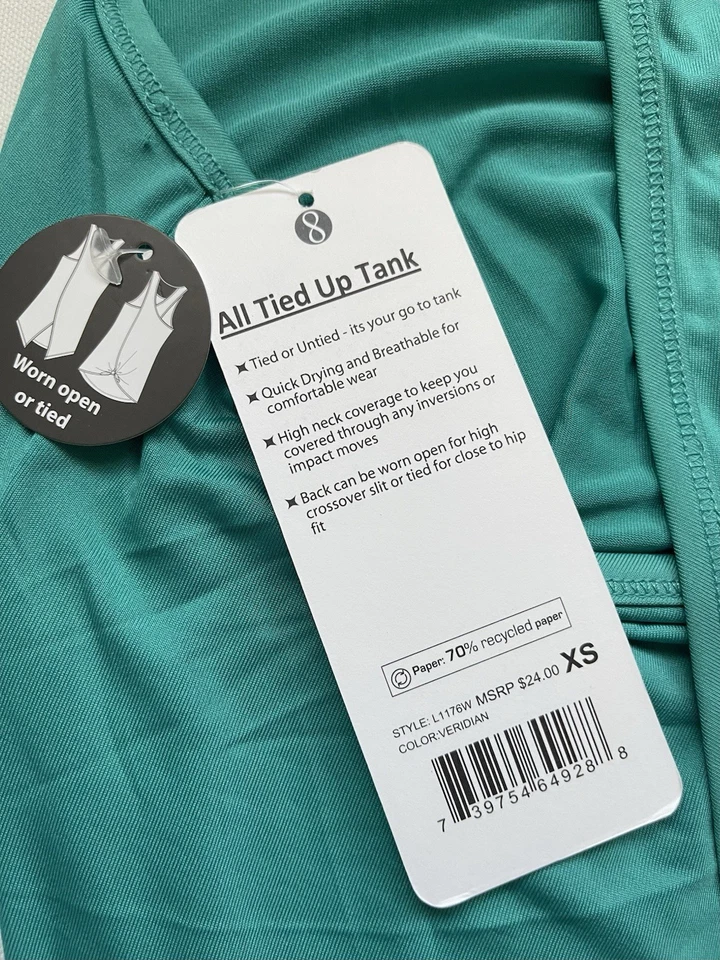 8
All Tied Up Tank
Tied or Untied - its your go to tank
Quick Drying and Breathable for
comfortable wear
High neck coverage to keep you
covered through any inversions or
impact moves
Back can be worn open for high
crossover slit or tied for close to hip
fit
Paper: 70% recycled paper
STYLE: L1176W MSRP $24.00 XS
COLOR:VERIDIAN
7 39754 64928 8
Worn open
or tied